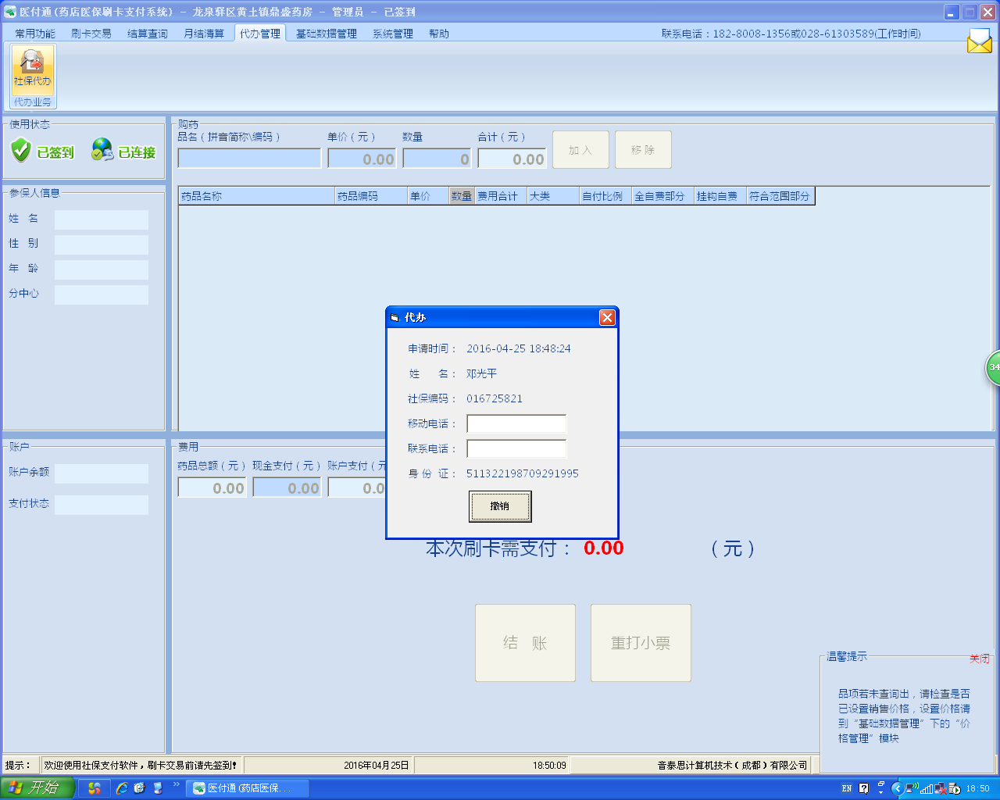 医付通(药店医保刷卡支付系统) - 龙泉驿区黄土镇鼎盛药房 - 管理员 - 已签到
常用功能 刷卡交易 结算查询 月结清算 代办管理 基础数据管理 系统管理 帮助 联系电话：182-8008-1356或028-61303589(工作时间)
社保代办
代办业务
使用状态
已签到 已连接
参保人信息
姓 名
性 别
年 龄
分中心
账户
账户余额
支付状态
购药
品名（拼音简称\编码） 单价（元） 数量 合计（元）
0.00 0 0.00 加 入 移 除
药品名称 药品编码 单价 数量 费用合计 大类 自付比例 全自费部分 挂钩自费 符合范围部分
代办
申请时间： 2016-04-25 18:48:24
姓 名： 邓光平
社保编码： 016725821
移动电话：
联系电话：
身 份 证： 511322198709291995
撤销
34
费用
药品总额（元） 现金支付（元） 账户支付（元
0.00 0.00 0.0
本次刷卡需支付： 0.00 （元）
结 账 重打小票
温馨提示 关闭
品项若未查询出，请检查是否
已设置销售价格，设置价格请
到“基础数据管理”下的“价
格管理”模块
提示： 欢迎使用社保支付软件，刷卡交易前请先签到! 2016年04月25日 18:50:09 音泰思计算机技术（成都）有限公司
开始 医付通(药店医保... EN 18:50